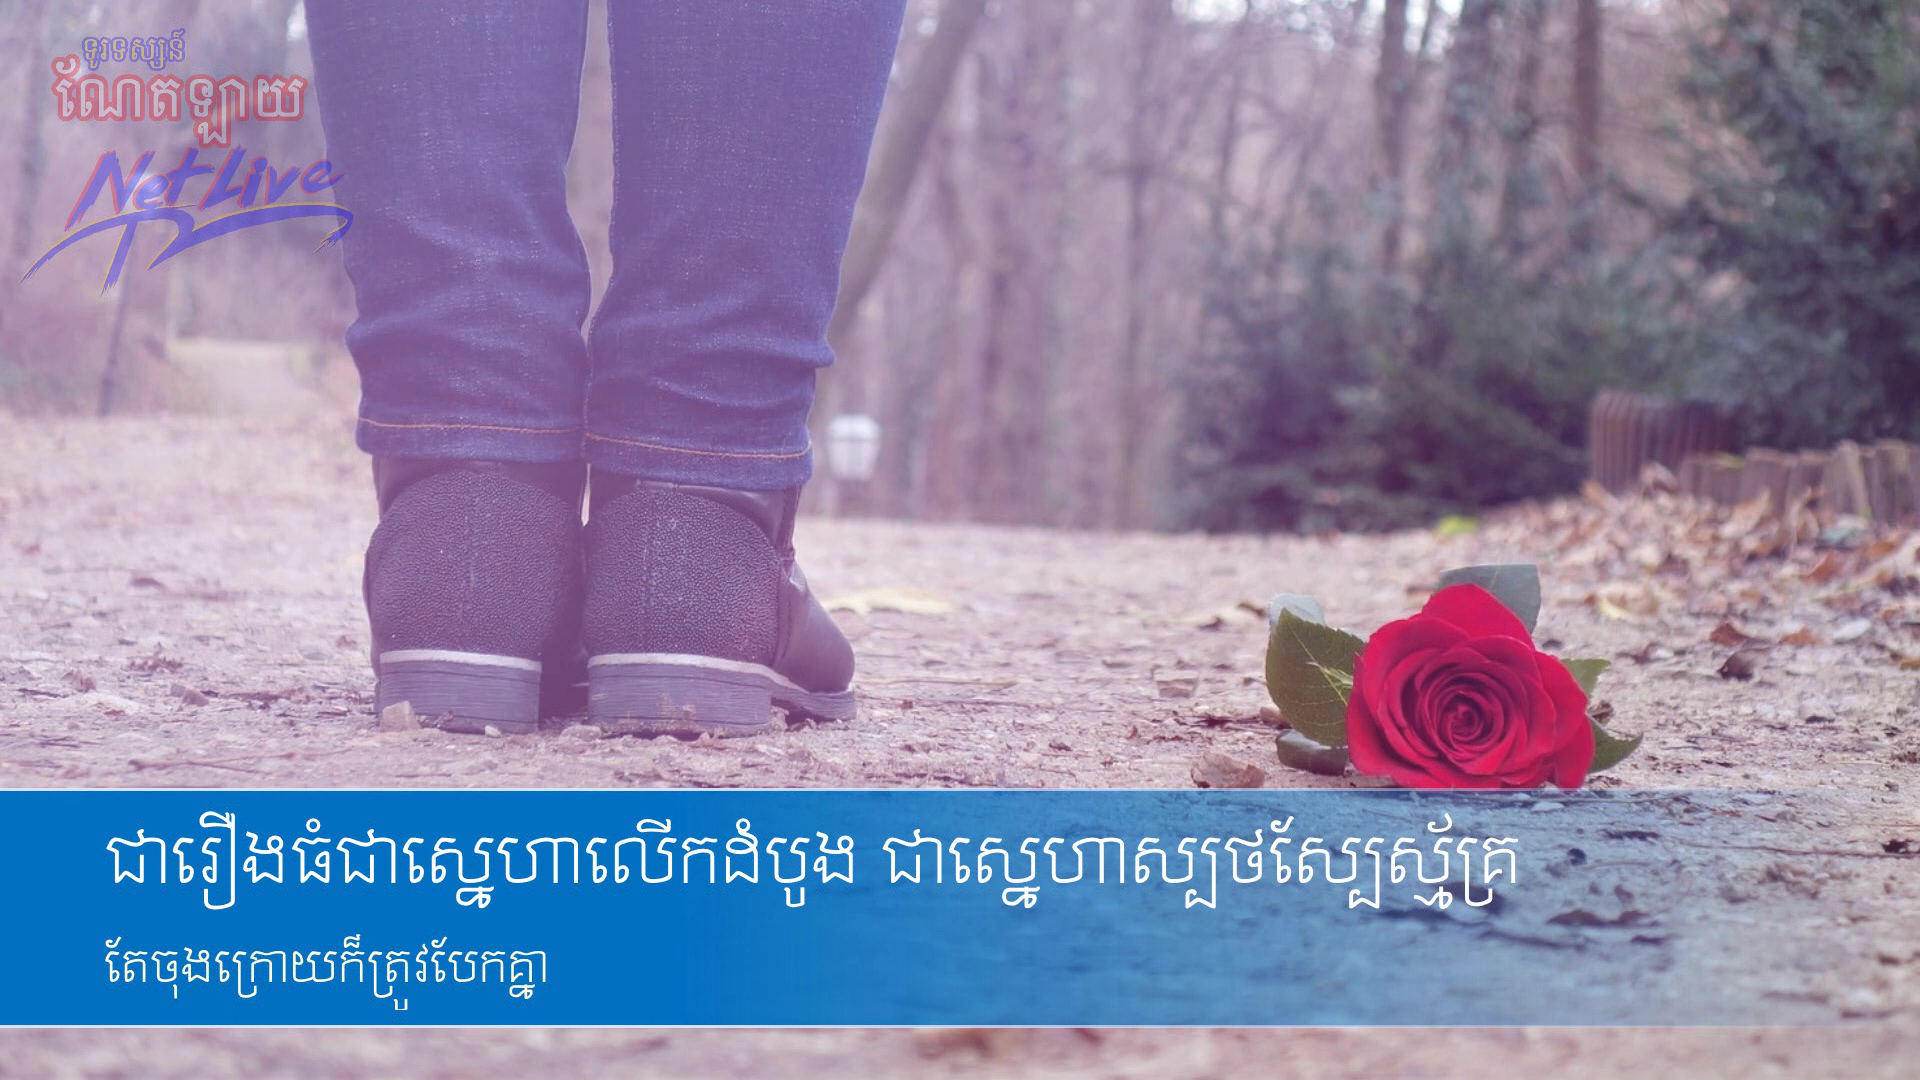 ទូរទស្សន៍
ណែតឡាយ
NetLive
ជារឿងធំជាស្នេហាលើកដំបូង ជាស្នេហាស្បថស្បែស្ម័គ្រ
តែចុងក្រោយក៏ត្រូវបែកគ្នា